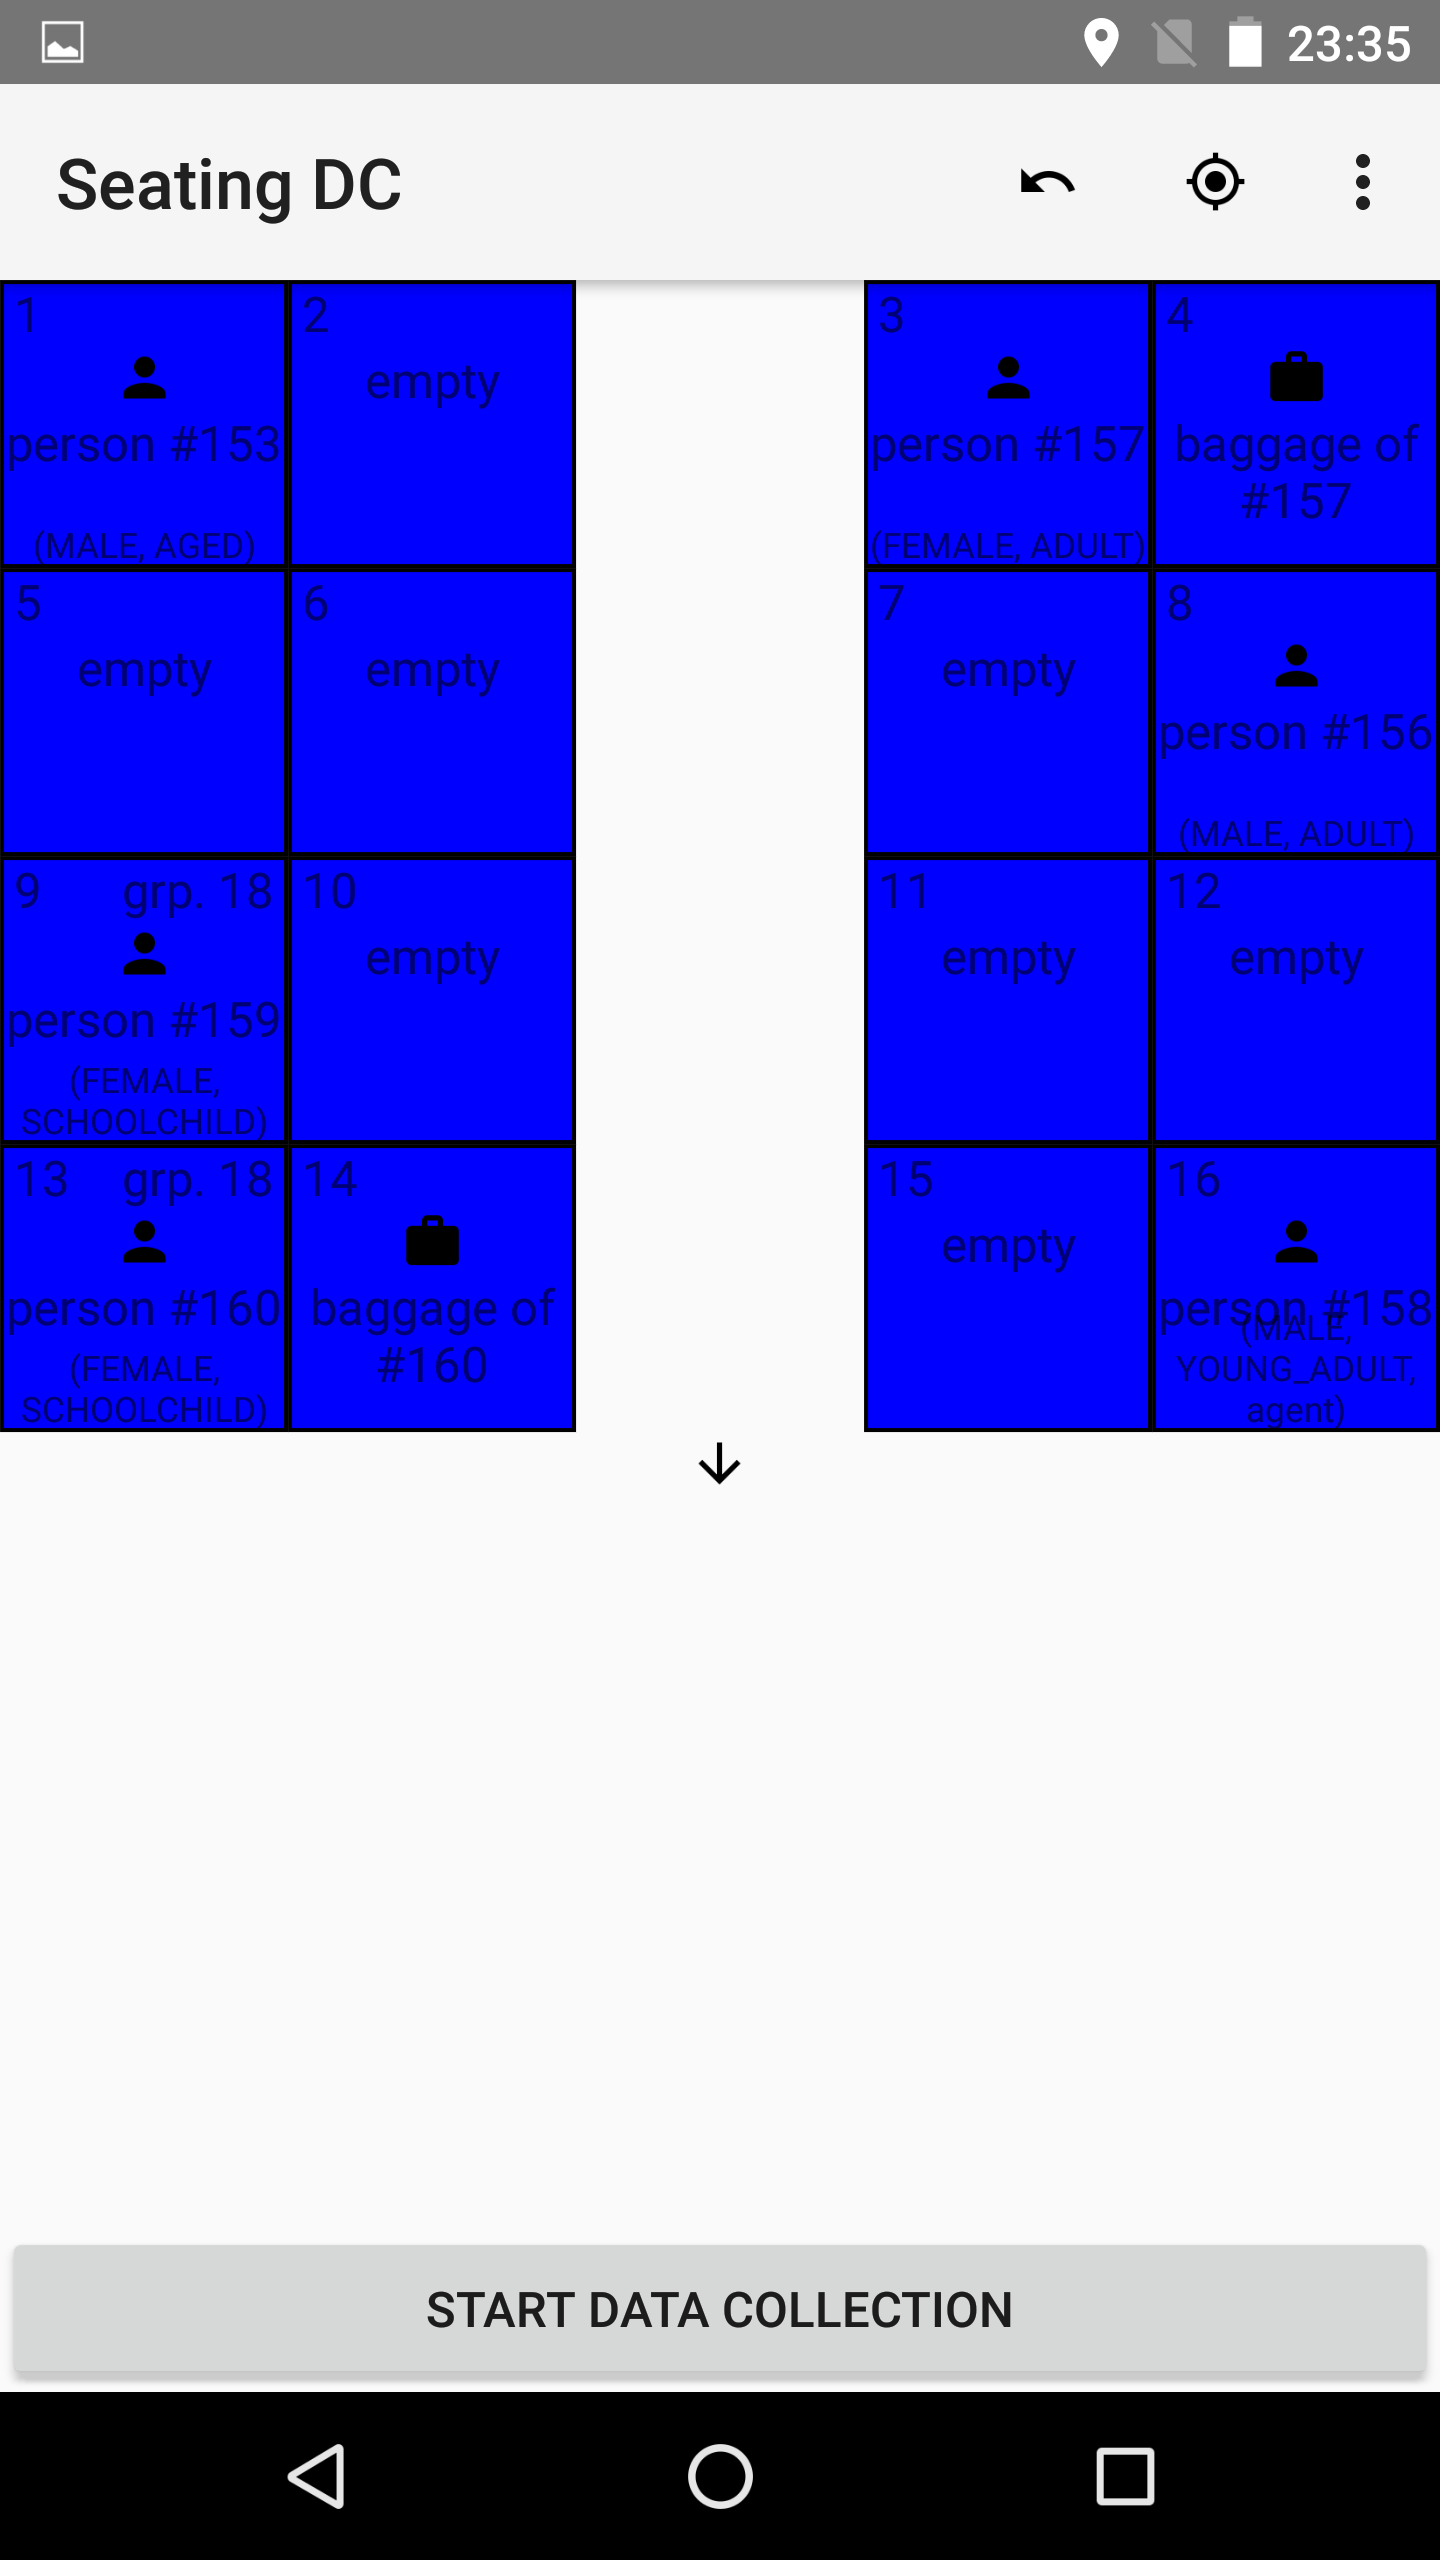 23:35
Seating DC
1
person #153
(MALE, AGED)
2
empty
3
person #157
(FEMALE, ADULT)
4
baggage of
#157
5
empty
6
empty
7
empty
8
person #156
(MALE, ADULT)
9 grp. 18
person #159
(FEMALE,
SCHOOLCHILD)
10
empty
11
empty
12
empty
13 grp. 18
person #160
(FEMALE,
SCHOOLCHILD)
14
baggage of
#160
15
empty
16
person #158
(MALE,
YOUNG_ADULT,
agent)
START DATA COLLECTION